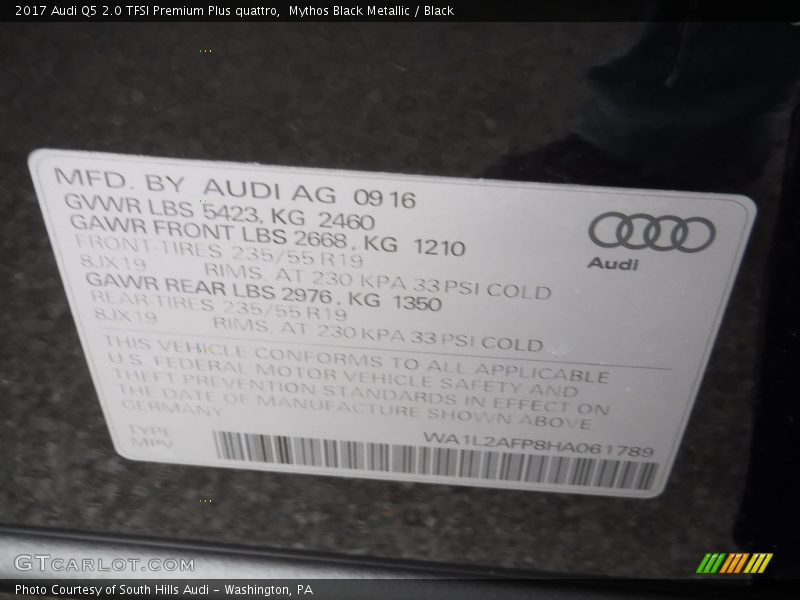 2017 Audi Q5 2.0 TFSI Premium Plus quattro, Mythos Black Metallic / Black
MFD. BY AUDI AG 09 16
GVWR LBS 5423, KG 2460
GAWR FRONT LBS 2668, KG 1210
FRONT-TIRES 235/55 R19
8JX19 RIMS, AT 230 KPA 33 PSI COLD
GAWR REAR LBS 2976, KG 1350
REAR-TIRES 235/55 R19
8JX19 RIMS, AT 230 KPA 33 PSI COLD
Audi
THIS VEHICLE CONFORMS TO ALL APPLICABLE
U.S. FEDERAL MOTOR VEHICLE SAFETY AND
THEFT PREVENTION STANDARDS IN EFFECT ON
THE DATE OF MANUFACTURE SHOWN ABOVE.
GERMANY
TYPE
MPV
WA1L2AFP8HA061789
GTCARLOT.COM
Photo Courtesy of South Hills Audi - Washington, PA